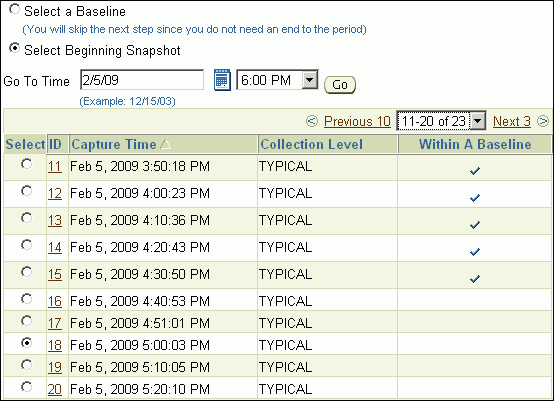 Select a Baseline
(You will skip the next step since you do not need an end to the period)
Select Beginning Snapshot
Go To Time 2/5/09 6:00 PM Go
(Example: 12/15/03)
Previous 10 11-20 of 23 Next 3
Select ID Capture Time Collection Level Within A Baseline
11 Feb 5, 2009 3:50:18 PM TYPICAL
12 Feb 5, 2009 4:00:23 PM TYPICAL
13 Feb 5, 2009 4:10:36 PM TYPICAL
14 Feb 5, 2009 4:20:43 PM TYPICAL
15 Feb 5, 2009 4:30:50 PM TYPICAL
16 Feb 5, 2009 4:40:53 PM TYPICAL
17 Feb 5, 2009 4:51:01 PM TYPICAL
18 Feb 5, 2009 5:00:03 PM TYPICAL
19 Feb 5, 2009 5:10:05 PM TYPICAL
20 Feb 5, 2009 5:20:10 PM TYPICAL